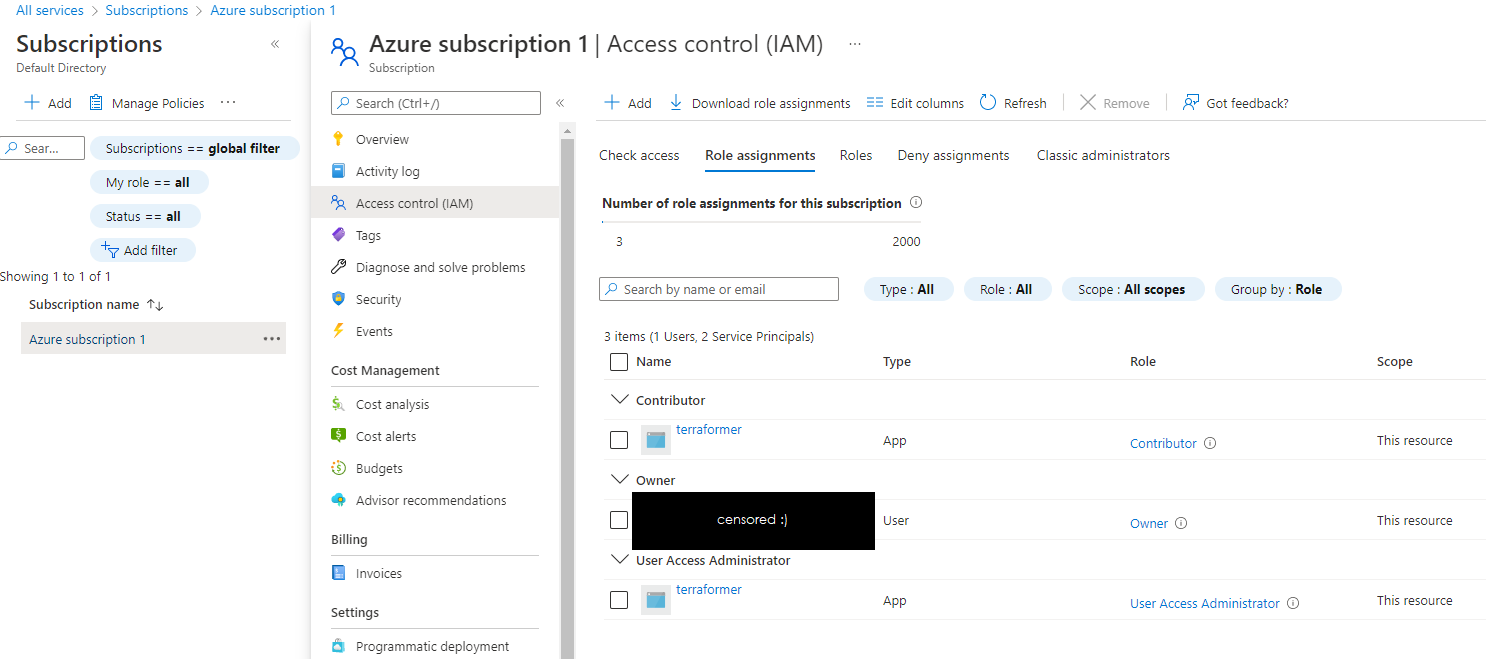 All services > Subscriptions > Azure subscription 1
Subscriptions
Default Directory
Add Manage Policies ...
Sear...
Subscriptions == global filter
My role == all
Status == all
Add filter
Showing 1 to 1 of 1
Subscription name
Azure subscription 1 ...
Azure subscription 1 | Access control (IAM) ...
Subscription
Search (Ctrl+/)
Overview
Activity log
Access control (IAM)
Tags
Diagnose and solve problems
Security
Events
Cost Management
Cost analysis
Cost alerts
Budgets
Advisor recommendations
Billing
Invoices
Settings
Programmatic deployment
Add Download role assignments Edit columns Refresh Remove Got feedback?
Check access Role assignments Roles Deny assignments Classic administrators
Number of role assignments for this subscription
3 2000
Search by name or email Type : All Role : All Scope : All scopes Group by : Role
3 items (1 Users, 2 Service Principals)
Name Type Role Scope
Contributor
terraformer App Contributor This resource
Owner
censored :) User Owner This resource
User Access Administrator
terraformer App User Access Administrator This resource